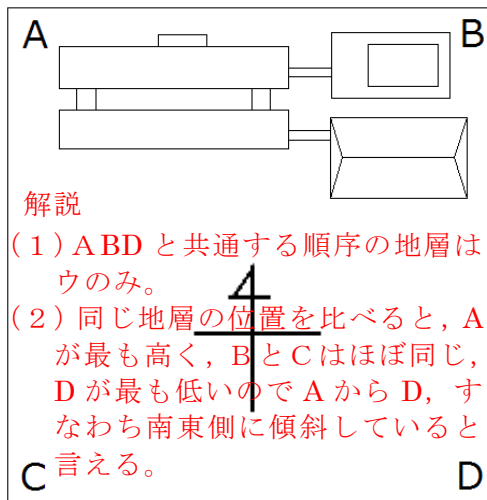 A
B
解説
(１)ＡBD と共通する順序の地層は
ウのみ。
(２)同じ地層の位置を比べると，A
が最も高く，ＢとＣはほぼ同じ，
D が最も低いので A から D，す
なわち南東側に傾斜していると
言える。
C
D